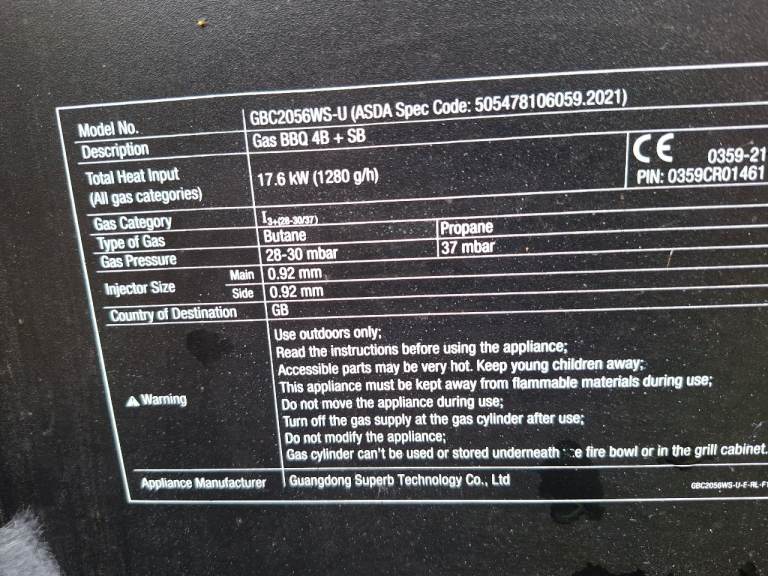 Model No. GBC2056WS-U (ASDA Spec Code: 505478106059.2021)
Description Gas BBQ 4B + SB
Total Heat Input
(All gas categories) 17.6 kW (1280 g/h)
CE 0359-21
PIN: 0359CR01461
Gas Category I3+(28-30/37)
Type of Gas Butane Propane
Gas Pressure 28-30 mbar 37 mbar
Injector Size Main 0.92 mm
Side 0.92 mm
Country of Destination GB
Warning
Use outdoors only;
Read the instructions before using the appliance;
Accessible parts may be very hot. Keep young children away;
This appliance must be kept away from flammable materials during use;
Do not move the appliance during use;
Turn off the gas supply at the gas cylinder after use;
Do not modify the appliance;
Gas cylinder can't be used or stored underneath fire bowl or in the grill cabinet.
Appliance Manufacturer Guangdong Superb Technology Co., Ltd